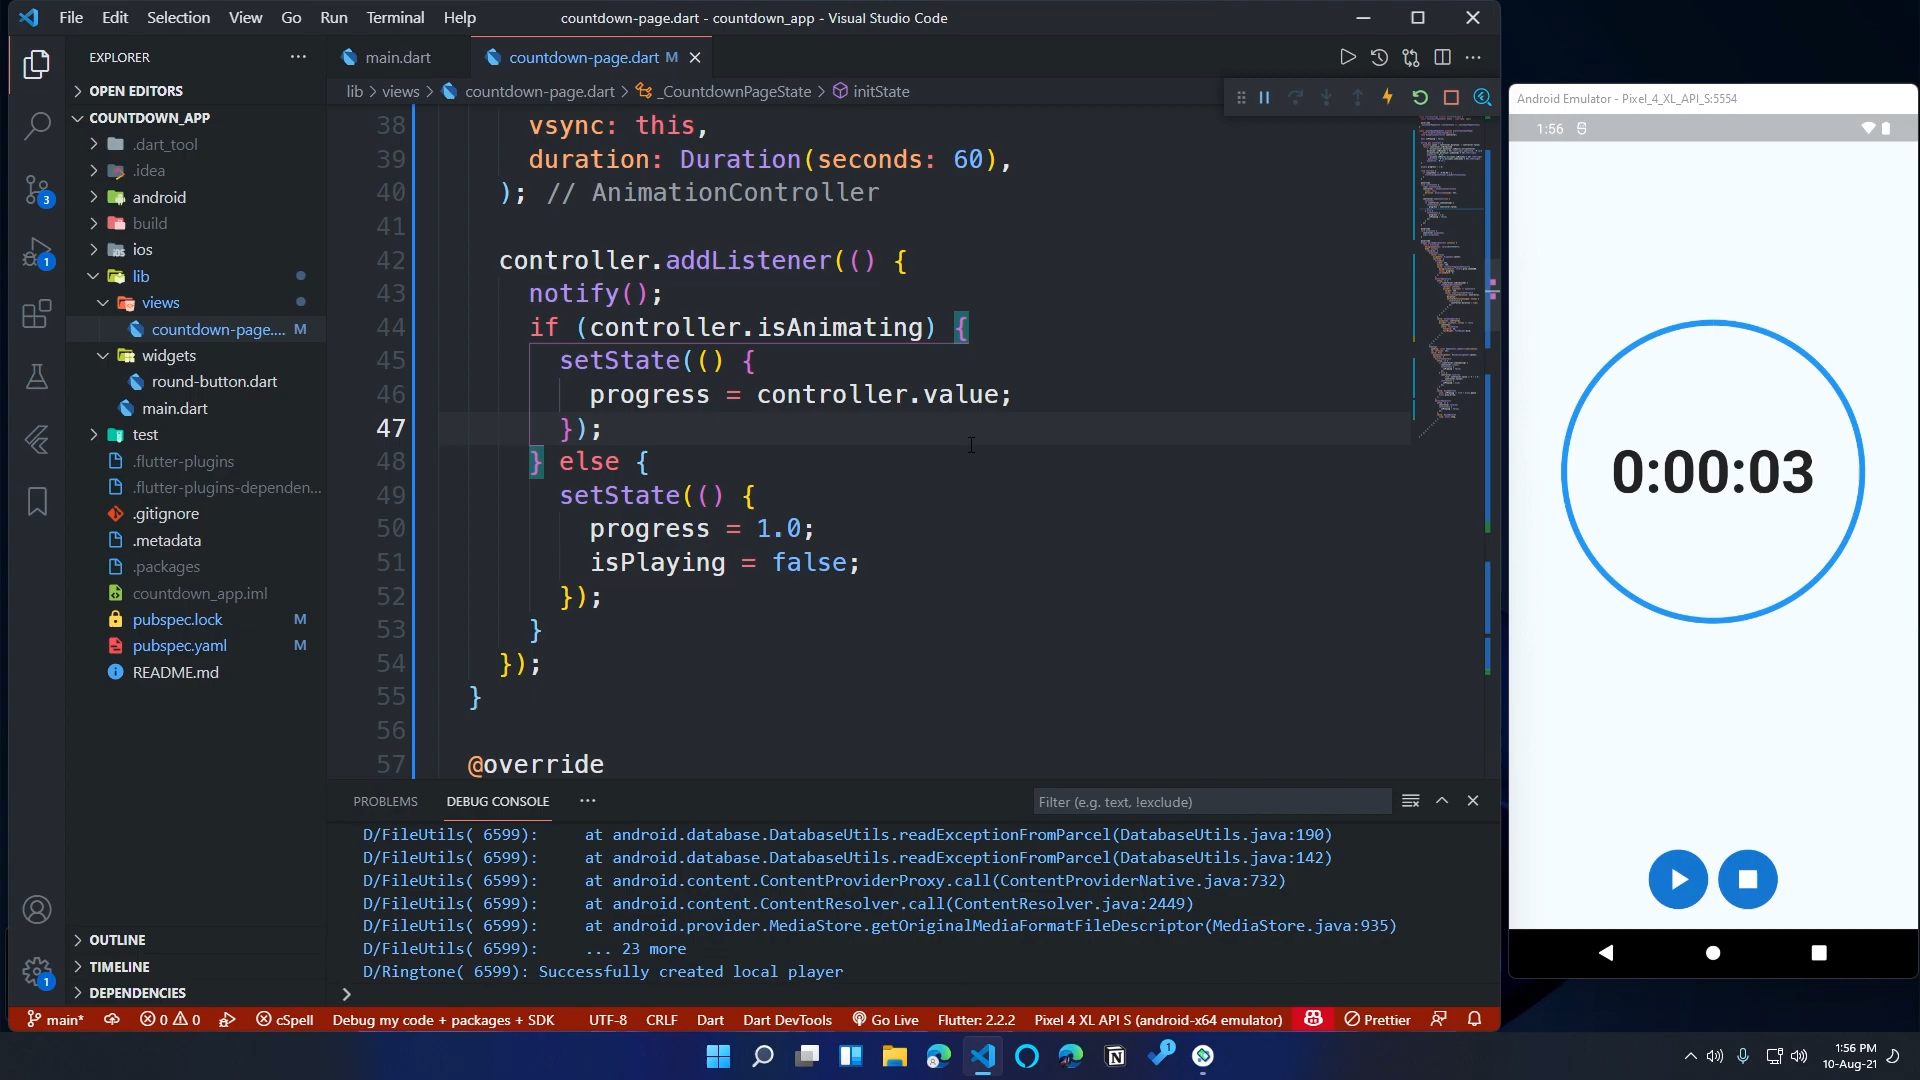 File Edit Selection View Go Run Terminal Help
countdown-page.dart - countdown_app - Visual Studio Code
EXPLORER
OPEN EDITORS
COUNTDOWN_APP
.dart_tool
.idea
android
build
ios
lib
views
countdown-page.... M
widgets
round-button.dart
main.dart
test
.flutter-plugins
.flutter-plugins-dependen...
.gitignore
.metadata
.packages
countdown_app.iml
pubspec.lock M
pubspec.yaml M
README.md
OUTLINE
TIMELINE
DEPENDENCIES
3
1
1
main.dart countdown-page.dart M
lib > views > countdown-page.dart > _CountdownPageState > initState
38 vsync: this,
39 duration: Duration(seconds: 60),
40 ); // AnimationController
41
42 controller.addListener(() {
43 notify();
44 if (controller.isAnimating) {
45 setState(() {
46 progress = controller.value;
47 });
48 } else {
49 setState(() {
50 progress = 1.0;
51 isPlaying = false;
52 });
53 }
54 });
55 }
56
57 @override
PROBLEMS DEBUG CONSOLE
Filter (e.g. text, !exclude)
D/FileUtils( 6599): at android.database.DatabaseUtils.readExceptionFromParcel(DatabaseUtils.java:190)
D/FileUtils( 6599): at android.database.DatabaseUtils.readExceptionFromParcel(DatabaseUtils.java:142)
D/FileUtils( 6599): at android.content.ContentProviderProxy.call(ContentProviderNative.java:732)
D/FileUtils( 6599): at android.content.ContentResolver.call(ContentResolver.java:2449)
D/FileUtils( 6599): at android.provider.MediaStore.getOriginalMediaFormatFileDescriptor(MediaStore.java:935)
D/FileUtils( 6599): ... 23 more
D/Ringtone( 6599): Successfully created local player
main* 0 0 cSpell Debug my code + packages + SDK UTF-8 CRLF Dart Dart DevTools Go Live Flutter: 2.2.2 Pixel 4 XL API S (android-x64 emulator) Prettier
Android Emulator - Pixel_4_XL_API_S:5554
1:56
0:00:03
1
1:56 PM
10-Aug-21